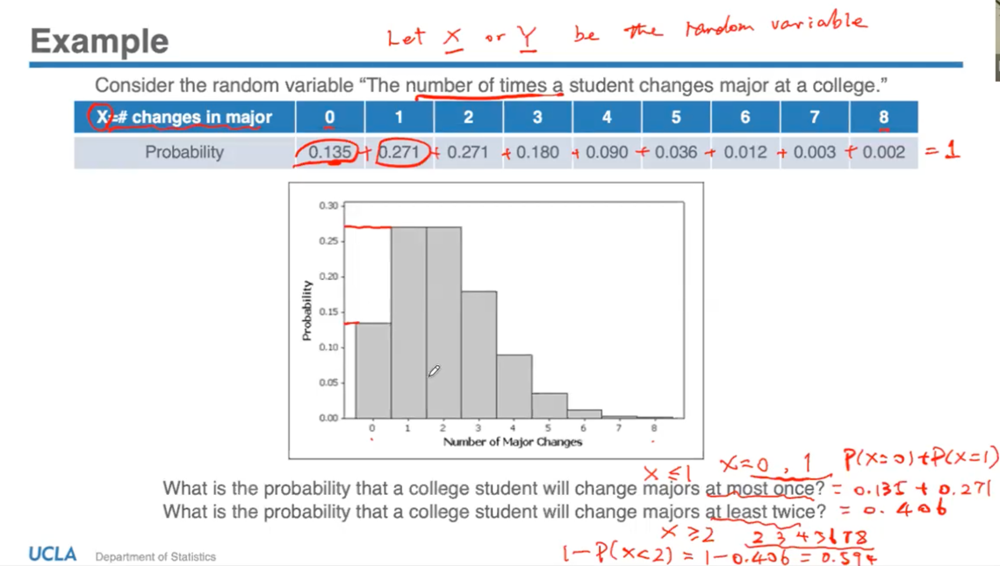 Example
Let X or Y be the random variable
Consider the random variable “The number of times a student changes major at a college.”
X=# changes in major 0 1 2 3 4 5 6 7 8
Probability 0.135 + 0.271 + 0.271 + 0.180 + 0.090 + 0.036 + 0.012 + 0.003 + 0.002 = 1
0.30
0.25
0.20
0.15
0.10
0.05
0.00
Probability
0 1 2 3 4 5 6 7 8
Number of Major Changes
X ≤ 1 X=0, 1 P(X=0)+P(X=1)
What is the probability that a college student will change majors at most once? = 0.135 + 0.271
What is the probability that a college student will change majors at least twice? = 0.406
X ≥ 2 2 3 4 5 6 7 8
1-P(X<2) = 1-0.406 = 0.594
UCLA Department of Statistics